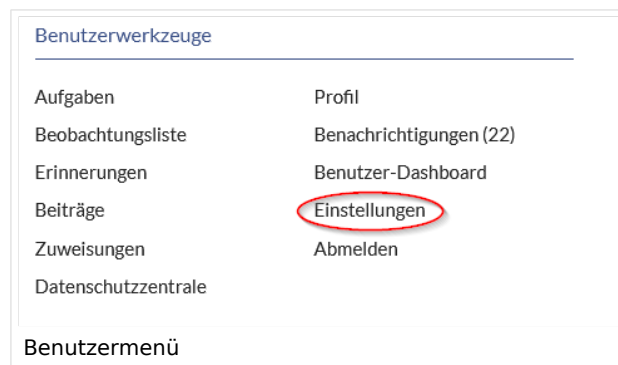 Benutzerwerkzeuge
Aufgaben
Beobachtungsliste
Erinnerungen
Beiträge
Zuweisungen
Datenschutzzentrale
Profil
Benachrichtigungen (22)
Benutzer-Dashboard
Einstellungen
Abmelden
Benutzermenü